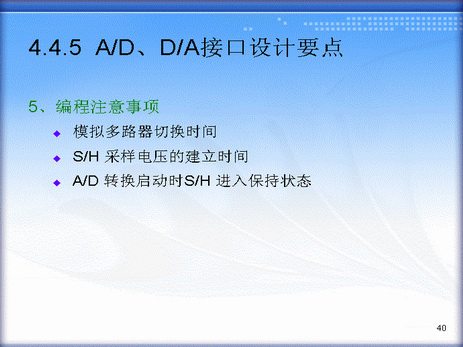 4.4.5 A/D、D/A接口设计要点
5、编程注意事项
模拟多路器切换时间
S/H 采样电压的建立时间
A/D 转换启动时S/H 进入保持状态
40